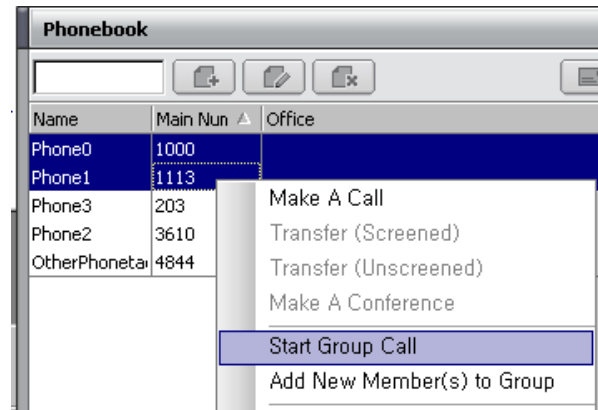 Phonebook
Name Main Nun Office
Phone0 1000
Phone1 1113
Phone3 203
Phone2 3610
OtherPhoneta 4844
Make A Call
Transfer (Screened)
Transfer (Unscreened)
Make A Conference
Start Group Call
Add New Member(s) to Group